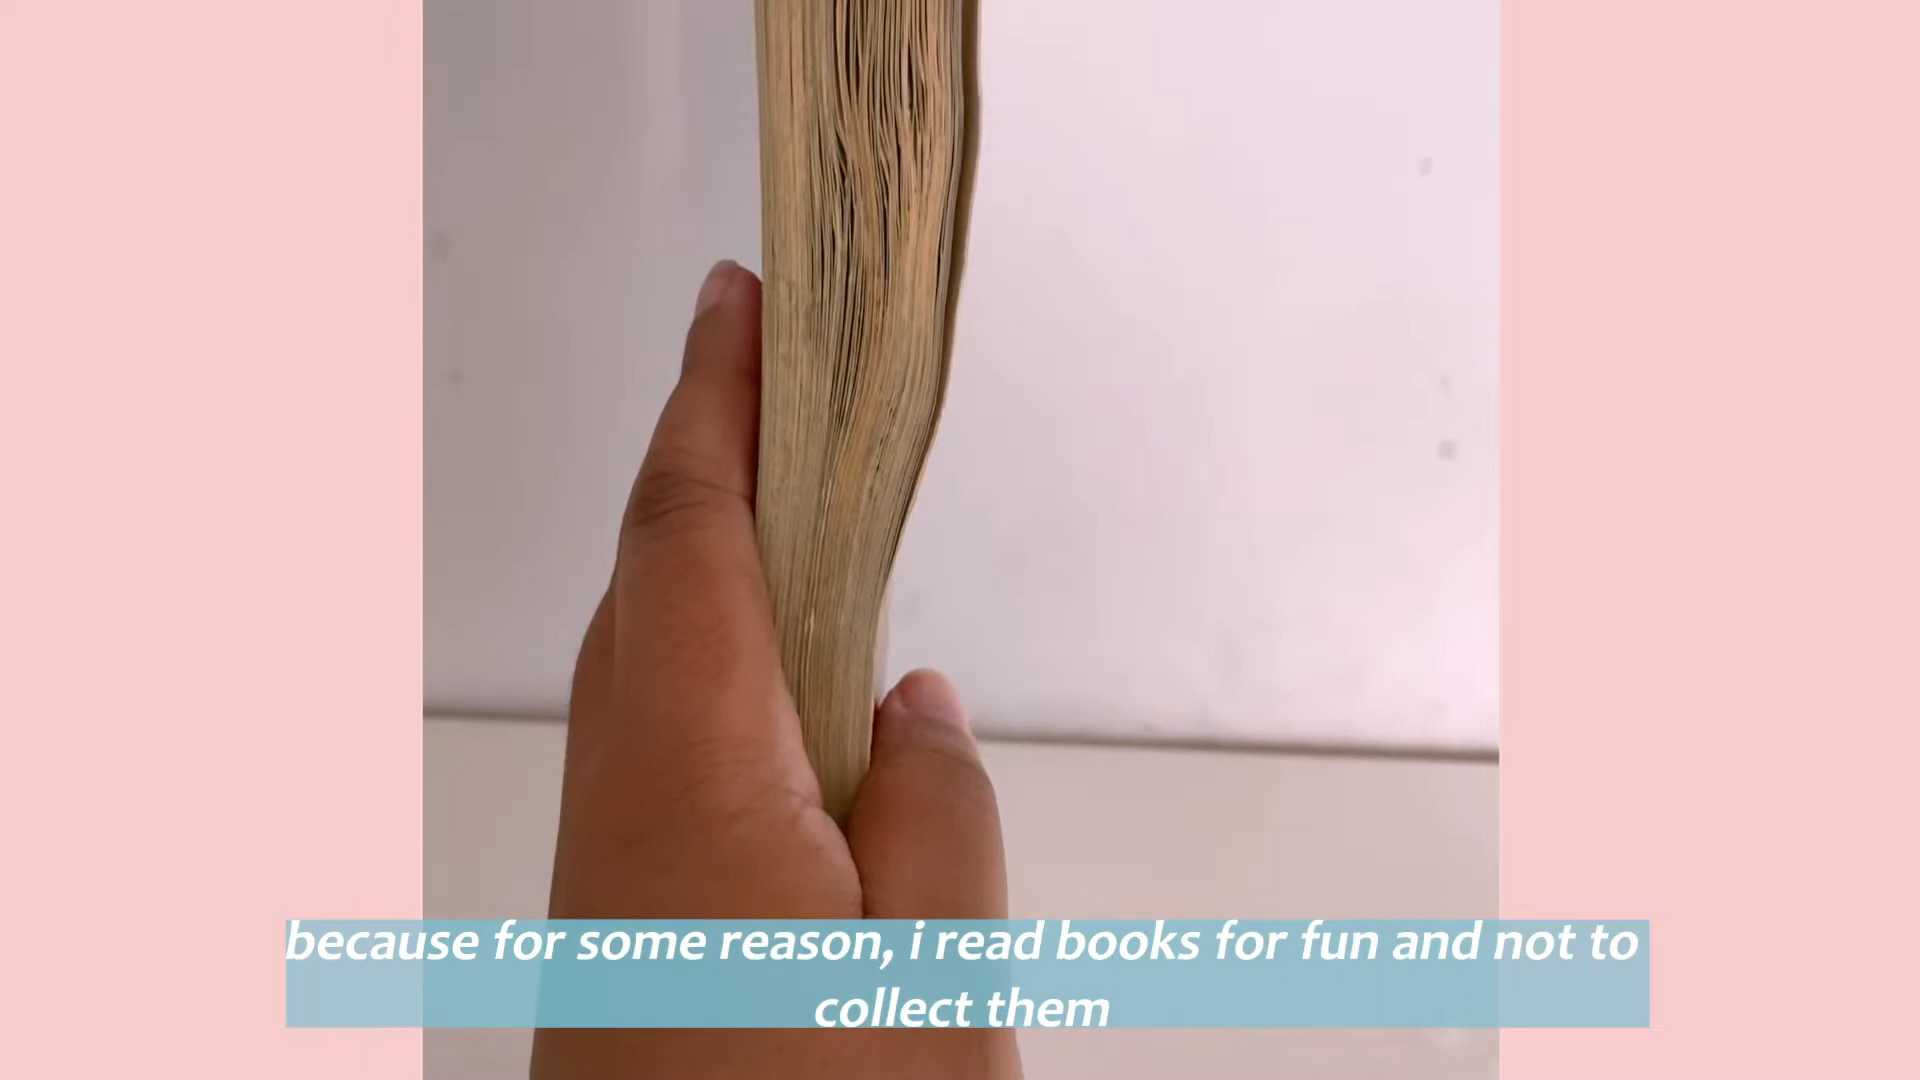 because for some reason, i read books for fun and not to
collect them